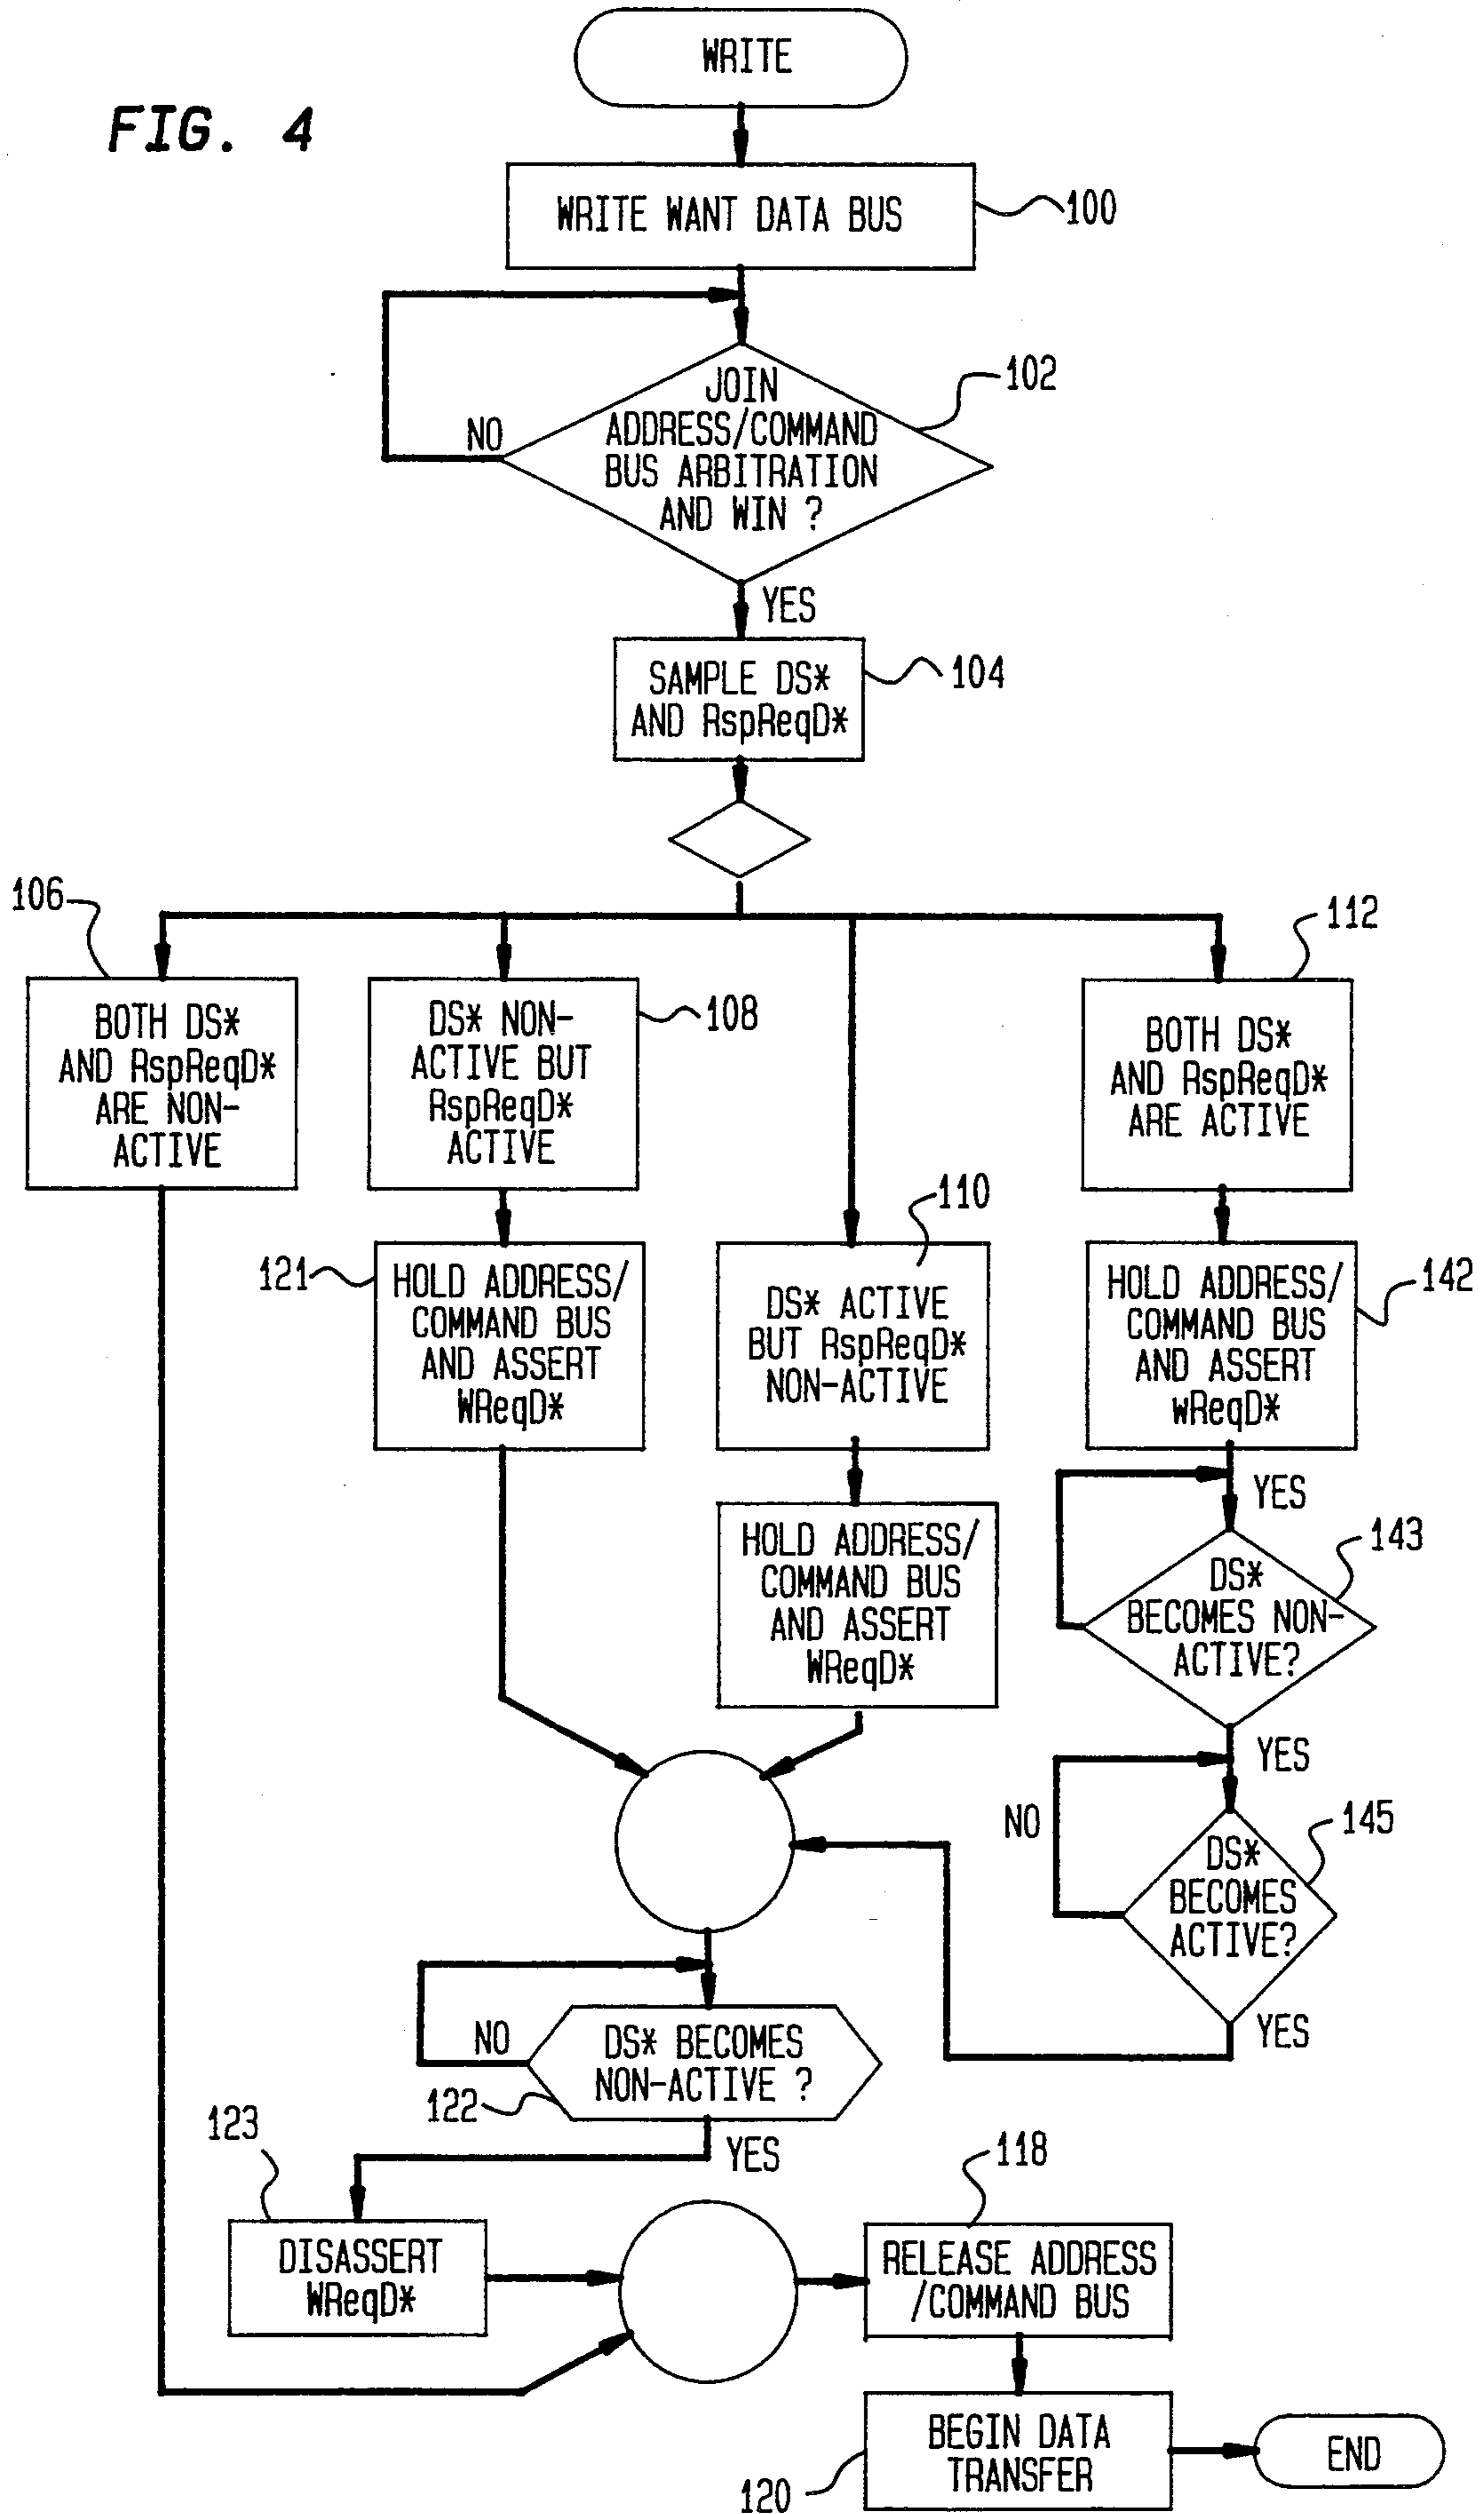 WRITE
FIG. 4
WRITE WANT DATA BUS
100
JOIN
ADDRESS/COMMAND
BUS ARBITRATION
AND WIN ?
102
NO
YES
SAMPLE DS*
AND RspReqD*
104
106
BOTH DS*
AND RspReqD*
ARE NON-
ACTIVE
DS* NON-
ACTIVE BUT
RspReqD*
ACTIVE
108
112
BOTH DS*
AND RspReqD*
ARE ACTIVE
121
HOLD ADDRESS/
COMMAND BUS
AND ASSERT
WReqD*
110
DS* ACTIVE
BUT RspReqD*
NON-ACTIVE
HOLD ADDRESS/
COMMAND BUS
AND ASSERT
wReqD*
142
HOLD ADDRESS/
COMMAND BUS
AND ASSERT
WReqD*
YES
143
DS*
BECOMES NON-
ACTIVE?
YES
NO
145
DS*
BECOMES
ACTIVE?
YES
NO
DS* BECOMES
NON-ACTIVE ?
122
YES
123
DISASSERT
WReqD*
118
RELEASE ADDRESS
/COMMAND BUS
BEGIN DATA
TRANSFER
120
END